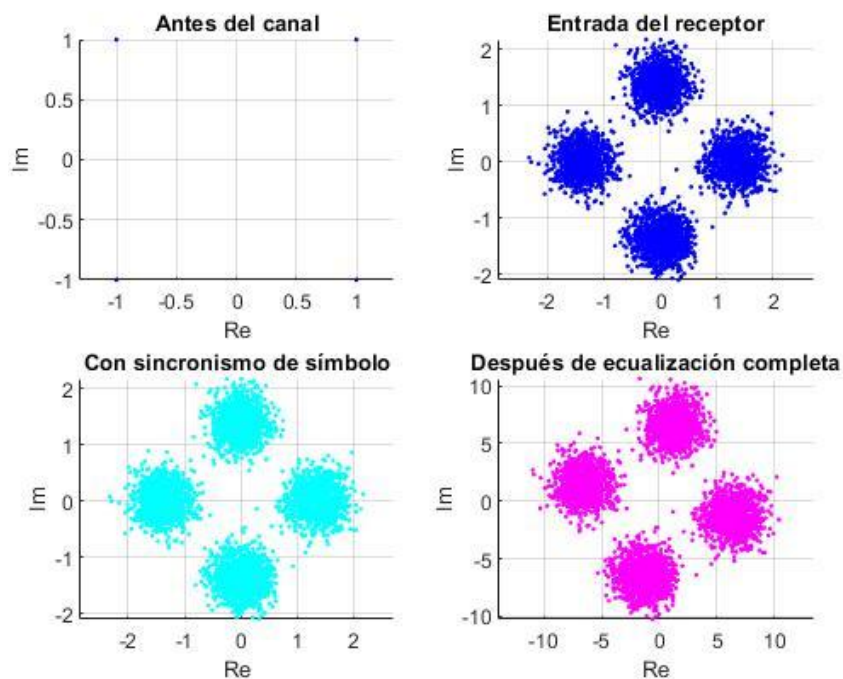 Antes del canal
1
0.5
0
-0.5
-1
Im
-1 -0.5 0 0.5 1
Re
Entrada del receptor
2
1
0
-1
-2
Im
-2 -1 0 1 2
Re
Con sincronismo de símbolo
2
1
0
-1
-2
Im
-2 -1 0 1 2
Re
Después de ecualización completa
10
5
0
-5
-10
Im
-10 -5 0 5 10
Re